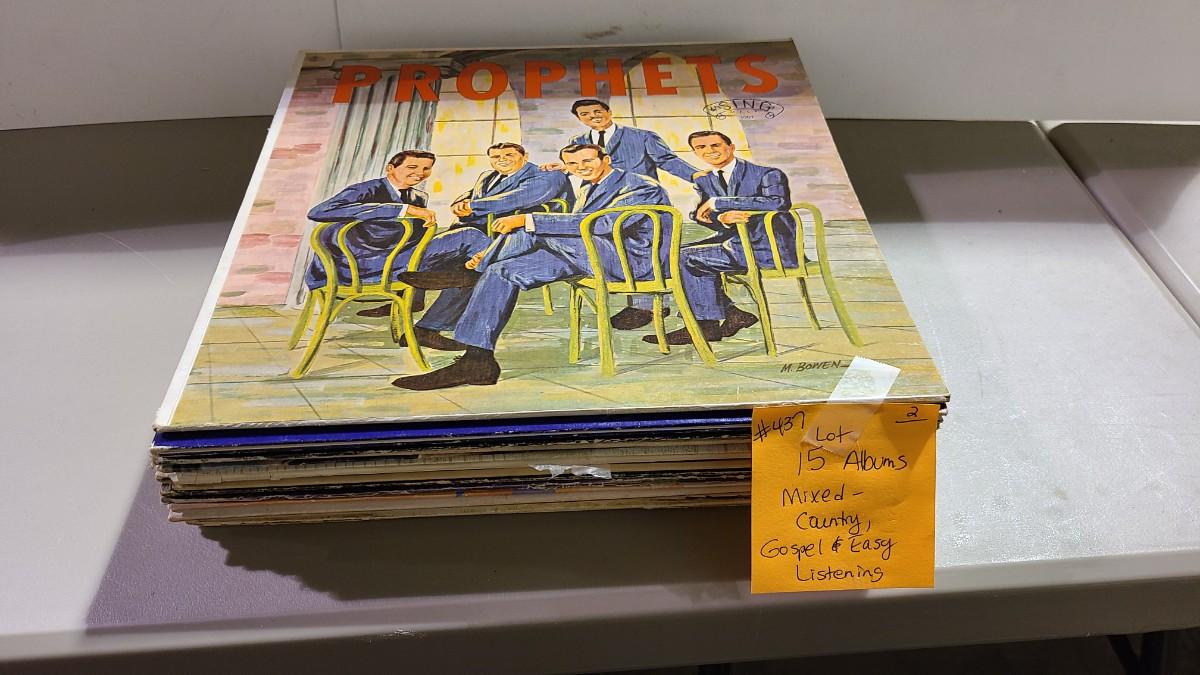 PROPHETS
SING
M. BOWEN
#437 2
Lot
15 Albums
Mixed-
Country,
Gospel & Easy
Listening